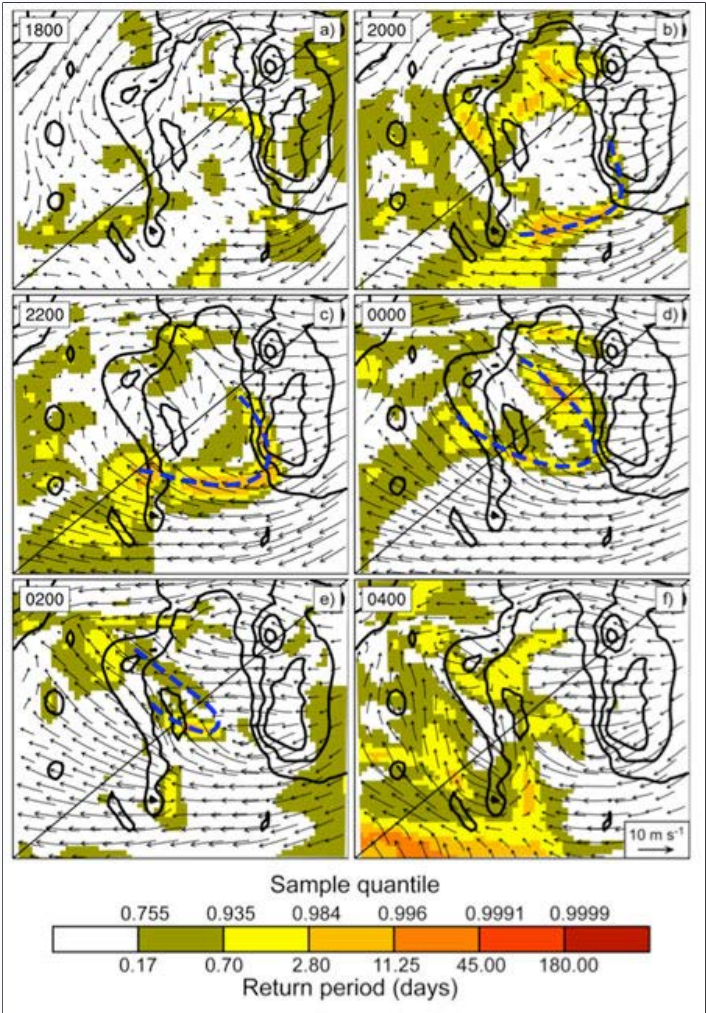 1800 a)
2000 b)
2200 c)
0000 d)
0200 e)
0400 f)
10 m s⁻¹
Sample quantile
0.755 0.935 0.984 0.996 0.9991 0.9999
0.17 0.70 2.80 11.25 45.00 180.00
Return period (days)